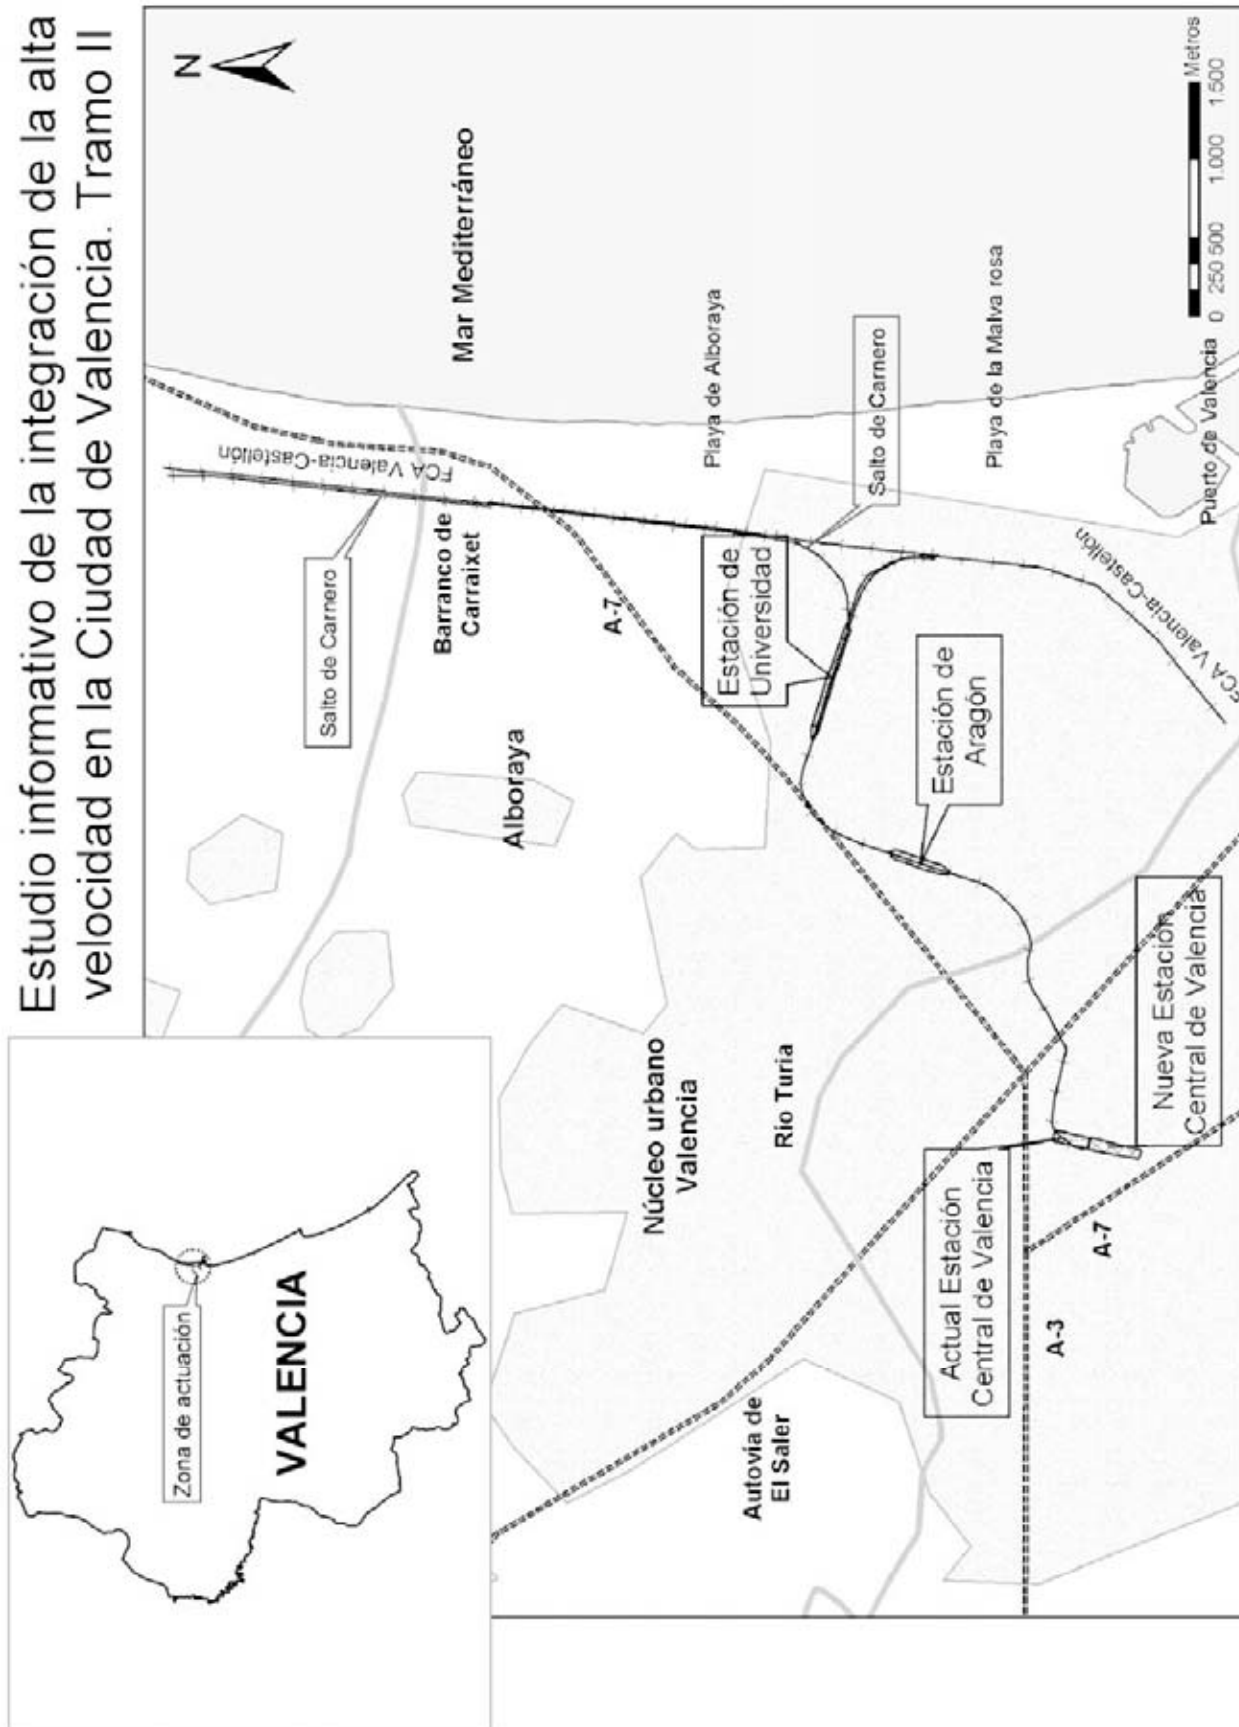 Estudio informativo de la integración de la alta
velocidad en la Ciudad de Valencia. Tramo II
Zona de actuación
VALENCIA
N
Mar Mediterráneo
FCA Valencia-Castellón
Salto de Carnero
Barranco de
Carraixet
A-7
Alboraya
Playa de Alboraya
Salto de Carnero
Estación de
Universidad
Playa de la Malva rosa
Estación de
Aragón
FCA Valencia-Castellón
Puerto de Valencia
Núcleo urbano
Valencia
Rio Turia
Autovía de
El Saler
Actual Estación
Central de Valencia
Nueva Estación
Central de Valencia
A-3
A-7
FCA Valencia-Castellón
Metros
0 250 500 1.000 1.500